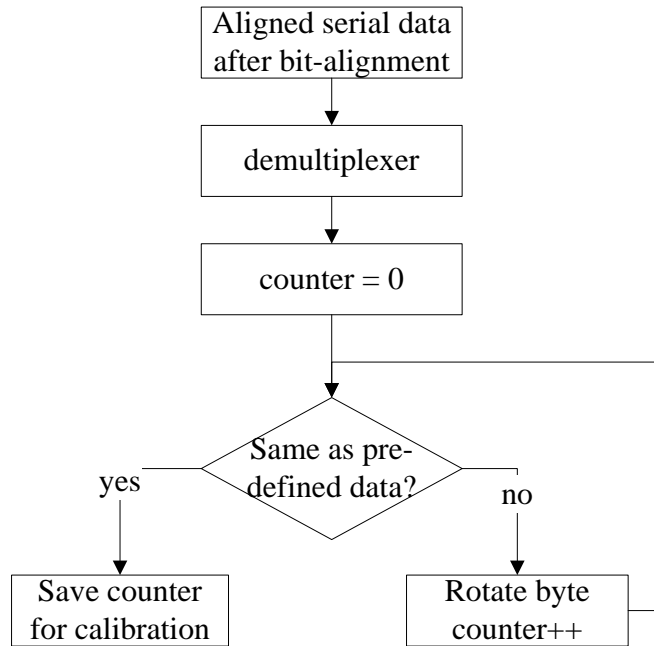 Aligned serial data
after bit-alignment
demultiplexer
counter = 0
Same as pre-
defined data?
yes
no
Save counter
for calibration
Rotate byte
counter++